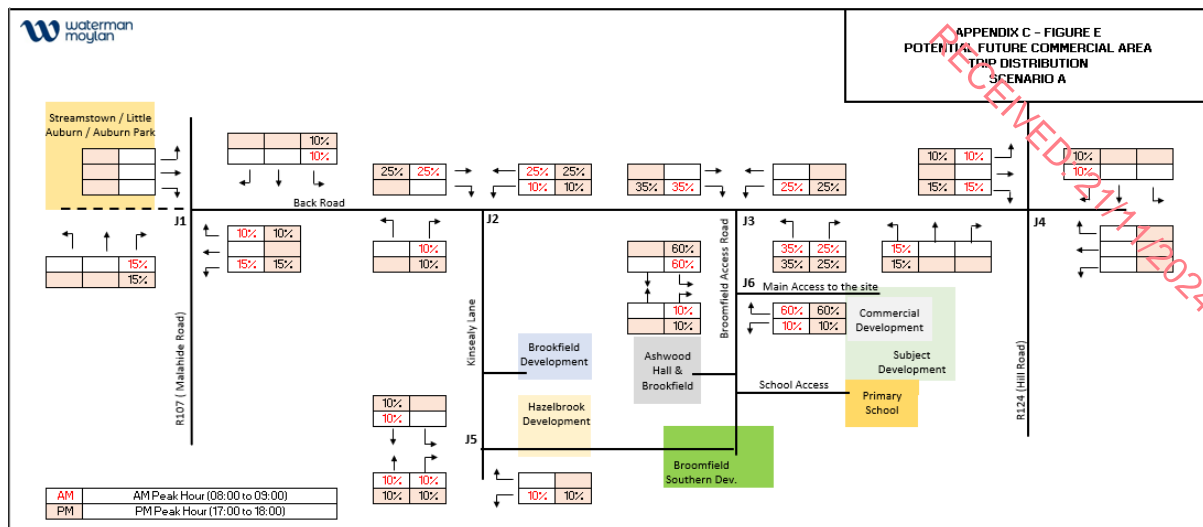 waterman
moylan
APPENDIX C - FIGURE E
POTENTIAL FUTURE COMMERCIAL AREA
TRIP DISTRIBUTION
SCENARIO A
RECEIVED: 21/11/2024
Streamstown / Little
Auburn / Auburn Park
10%
10%
25% 25%
25% 25%
10% 10%
35% 35%
25% 25%
10% 10%
15% 15%
10%
10%
Back Road
J1
J2
J3
J4
15%
15%
10% 10%
15% 15%
10%
10%
60%
60%
35% 25%
35% 25%
15%
15%
J6
Main Access to the site
10%
10%
60% 60%
10% 10%
Commercial
Development
Subject
Development
R107 ( Malahide Road)
Kinsealy Lane
Broomfield Access Road
R124 (Hill Road)
Brookfield
Development
Ashwood
Hall &
Brookfield
School Access
Primary
School
Hazelbrook
Development
10%
10%
J5
Broomfield
Southern Dev.
10% 10%
10% 10%
10% 10%
AM AM Peak Hour (08:00 to 09:00)
PM PM Peak Hour (17:00 to 18:00)